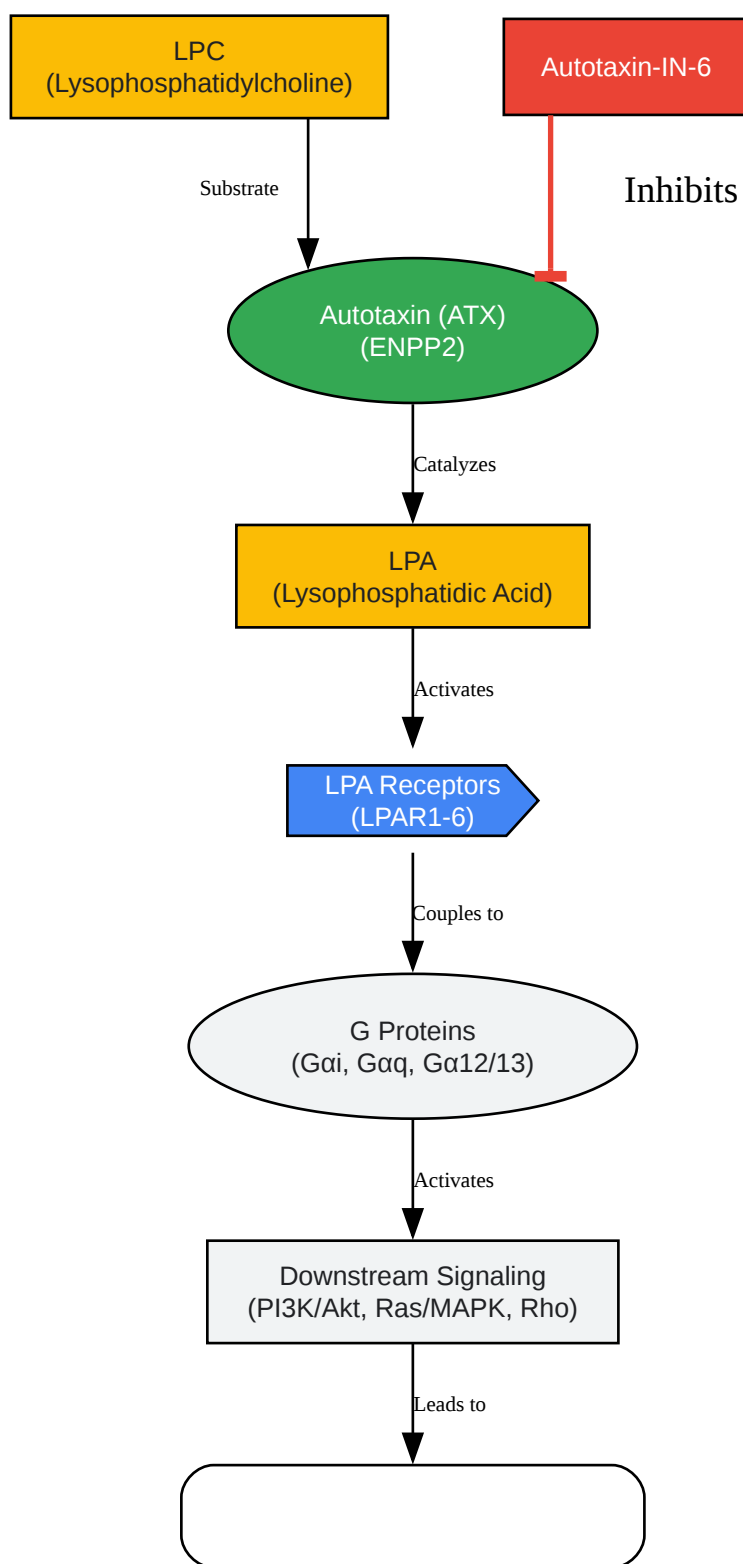 LPC
(Lysophosphatidylcholine)
Autotaxin-IN-6
Substrate
Inhibits
Autotaxin (ATX)
(ENPP2)
Catalyzes
LPA
(Lysophosphatidic Acid)
Activates
LPA Receptors
(LPAR1-6)
Couples to
G Proteins
(Gαi, Gαq, Gα12/13)
Activates
Downstream Signaling
(PI3K/Akt, Ras/MAPK, Rho)
Leads to